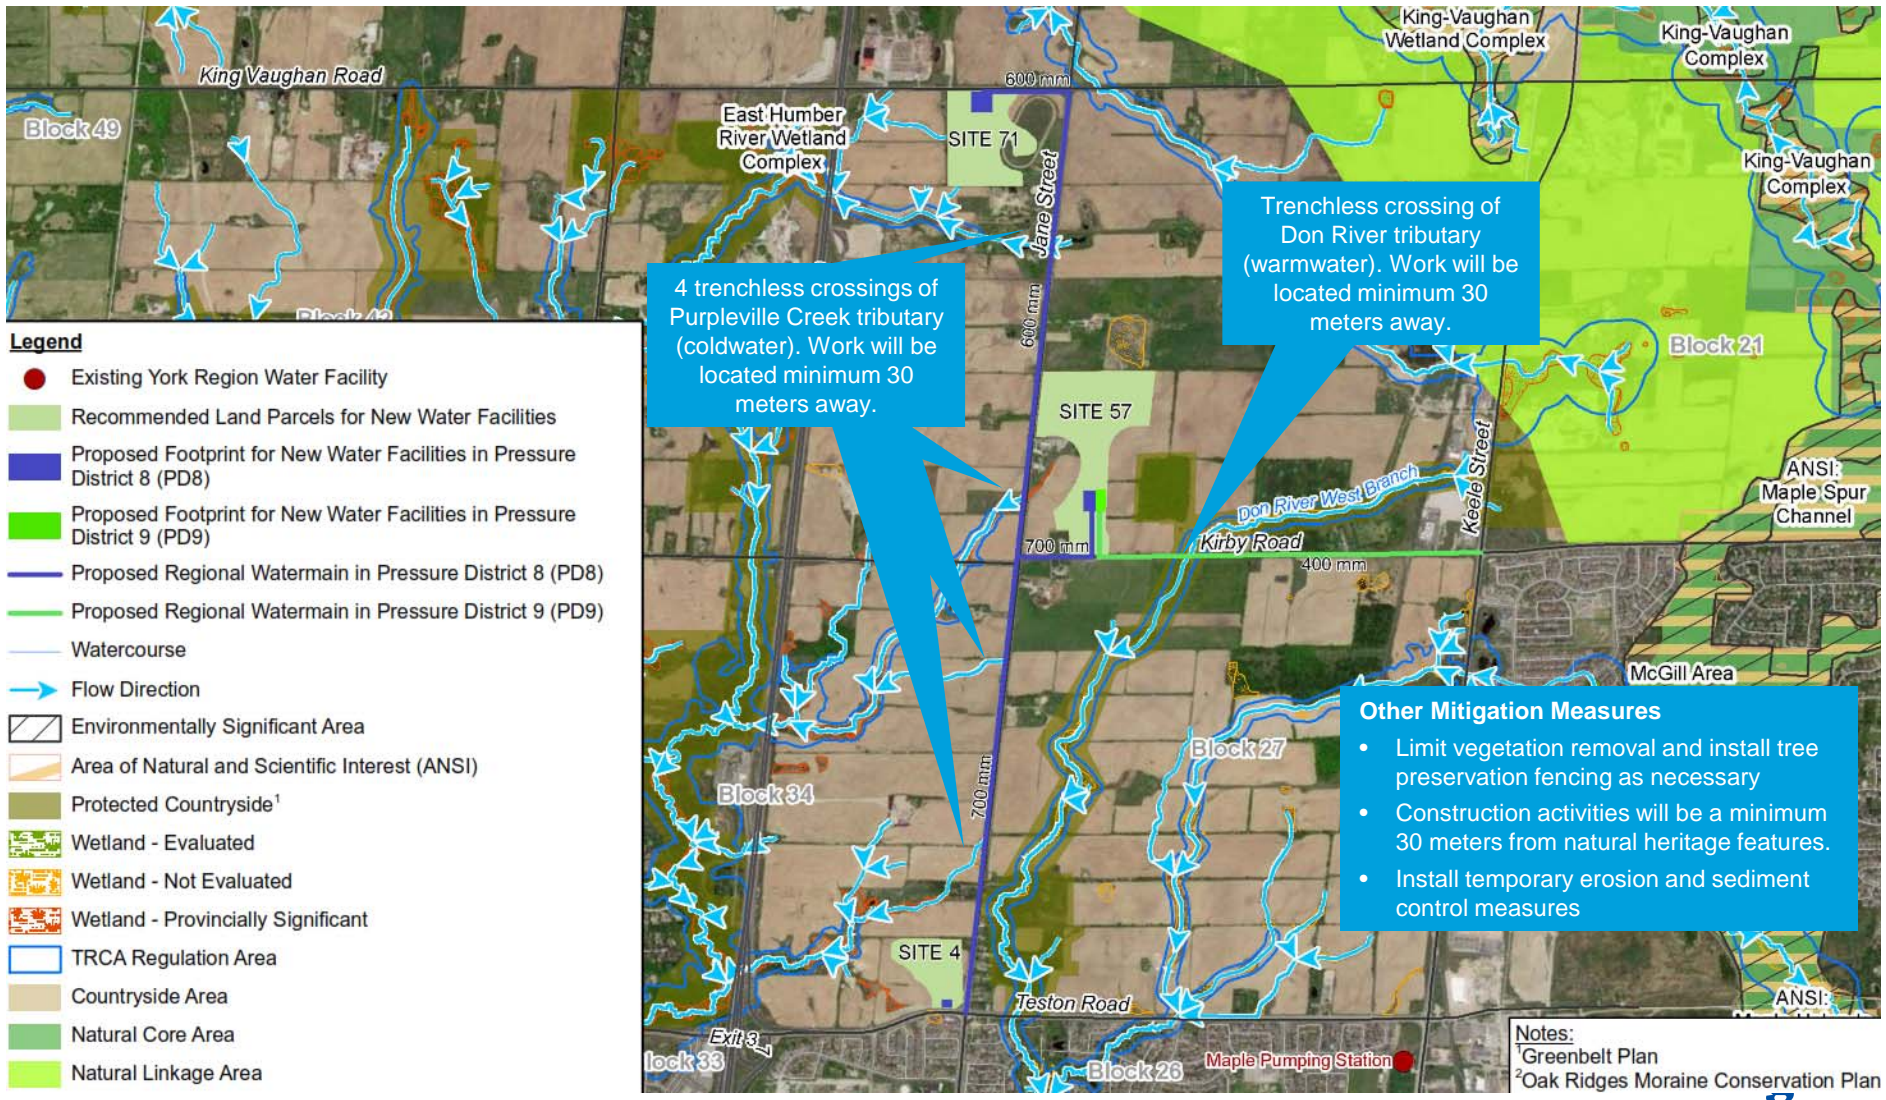 King Vaughan Road
Block 49
600 mm
King-Vaughan
Wetland Complex
King-Vaughan
Complex
East Humber
River Wetland
Complex
SITE 71
Jane Street
King-Vaughan
Complex
Trenchless crossing of
Don River tributary
(warmwater). Work will be
located minimum 30
meters away.
4 trenchless crossings of
Purpleville Creek tributary
(coldwater). Work will be
located minimum 30
meters away.
600 mm
Block 21
SITE 57
Keele Street
ANSI:
Maple Spur
Channel
Don River West Branch
Kirby Road
700 mm
400 mm
McGill Area
Legend
Existing York Region Water Facility
Recommended Land Parcels for New Water Facilities
Proposed Footprint for New Water Facilities in Pressure
District 8 (PD8)
Proposed Footprint for New Water Facilities in Pressure
District 9 (PD9)
Proposed Regional Watermain in Pressure District 8 (PD8)
Proposed Regional Watermain in Pressure District 9 (PD9)
Watercourse
Flow Direction
Environmentally Significant Area
Area of Natural and Scientific Interest (ANSI)
Protected Countryside¹
Wetland - Evaluated
Wetland - Not Evaluated
Wetland - Provincially Significant
TRCA Regulation Area
Countryside Area
Natural Core Area
Natural Linkage Area
Block 27
Block 34
700 mm
Other Mitigation Measures
• Limit vegetation removal and install tree
preservation fencing as necessary
• Construction activities will be a minimum
30 meters from natural heritage features.
• Install temporary erosion and sediment
control measures
SITE 4
Teston Road
ANSI:
Exit 3
lock 33
Block 26
Maple Pumping Station
Notes:
¹Greenbelt Plan
²Oak Ridges Moraine Conservation Plan